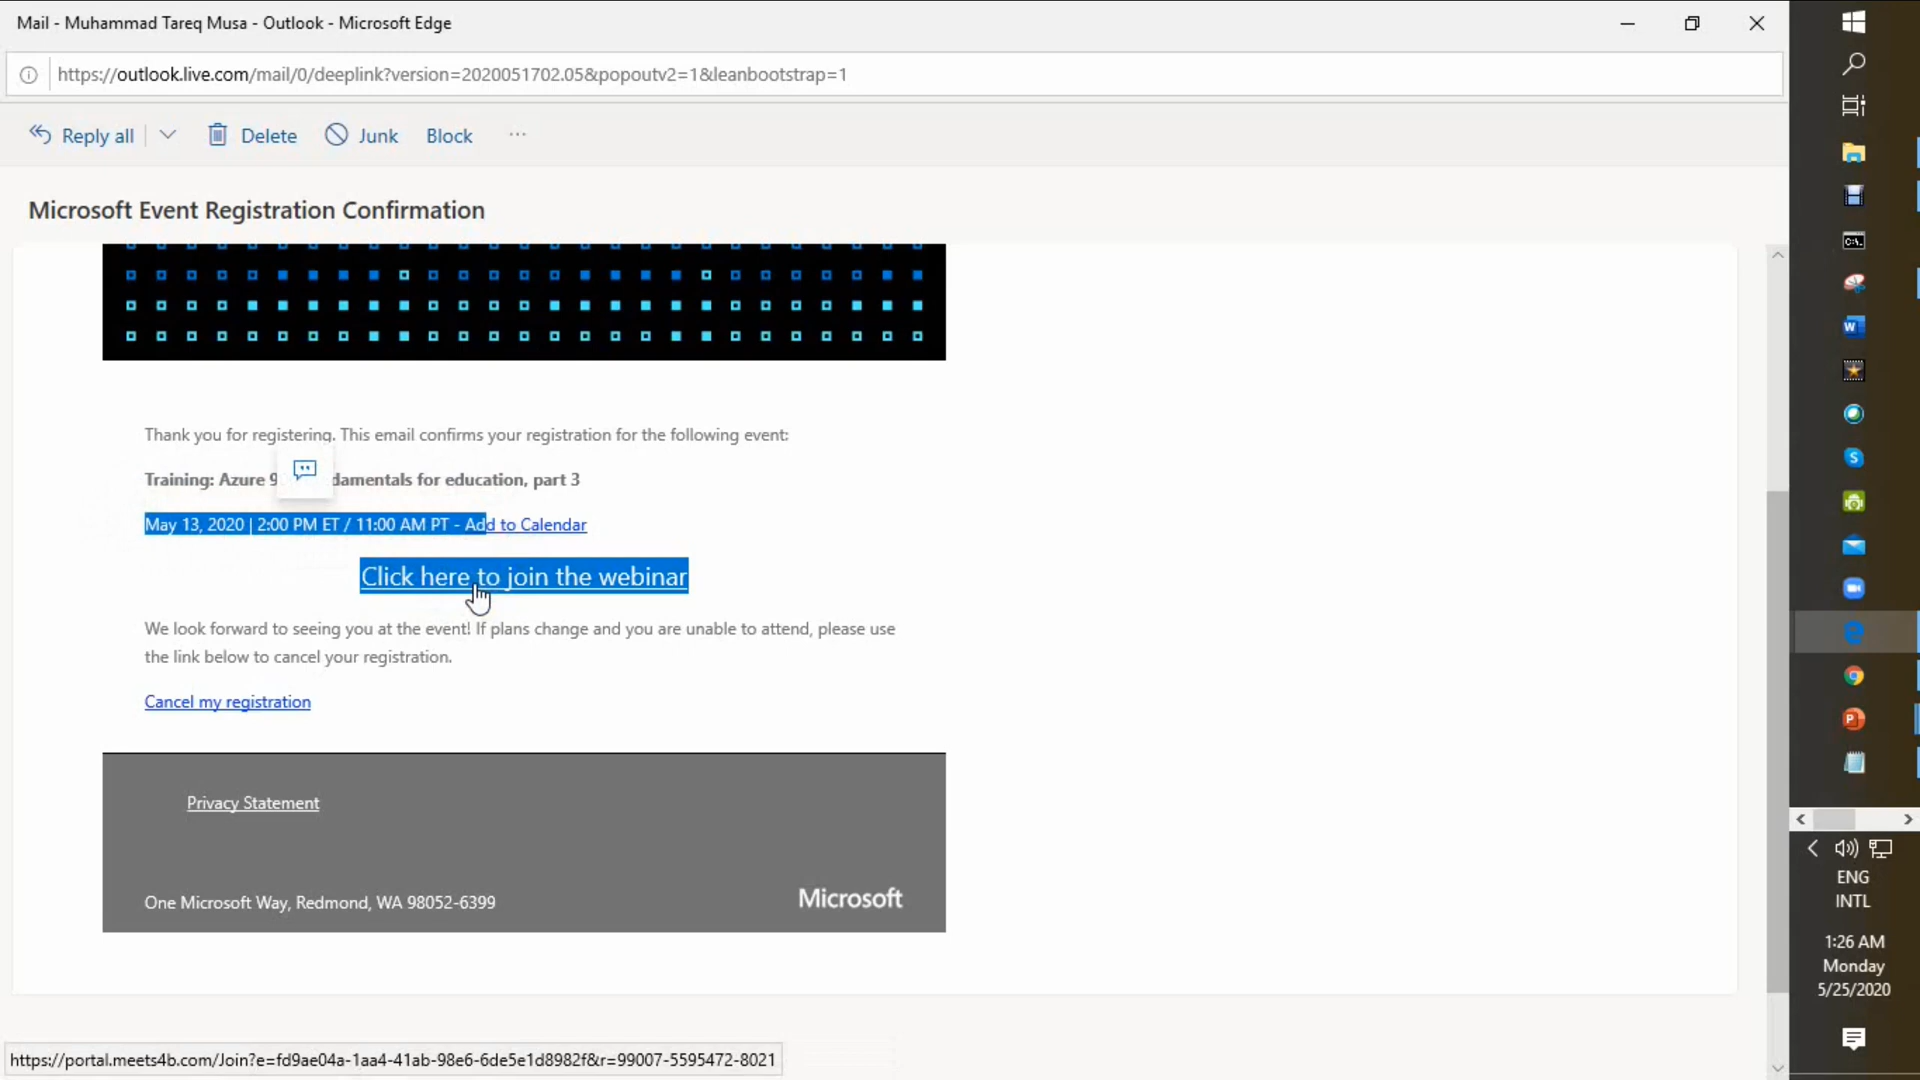 Mail - Muhammad Tareq Musa - Outlook - Microsoft Edge
https://outlook.live.com/mail/0/deeplink?version=2020051702.05&popoutv2=1&leanbootstrap=1
Reply all Delete Junk Block ...
Microsoft Event Registration Confirmation
Thank you for registering. This email confirms your registration for the following event:
Training: Azure 9 damentals for education, part 3
May 13, 2020 | 2:00 PM ET / 11:00 AM PT - Add to Calendar
Click here to join the webinar
We look forward to seeing you at the event! If plans change and you are unable to attend, please use
the link below to cancel your registration.
Cancel my registration
Privacy Statement
One Microsoft Way, Redmond, WA 98052-6399
Microsoft
https://portal.meets4b.com/Join?e=fd9ae04a-1aa4-41ab-98e6-6de5e1d8982f&r=99007-5595472-8021
ENG
INTL
1:26 AM
Monday
5/25/2020